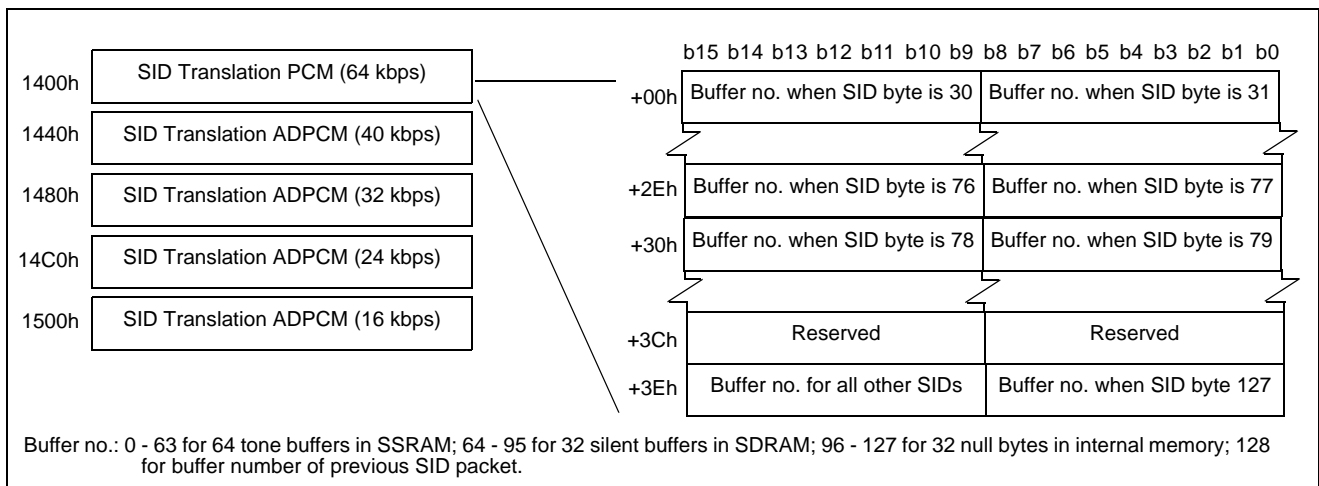 1400h SID Translation PCM (64 kbps)
1440h SID Translation ADPCM (40 kbps)
1480h SID Translation ADPCM (32 kbps)
14C0h SID Translation ADPCM (24 kbps)
1500h SID Translation ADPCM (16 kbps)
b15 b14 b13 b12 b11 b10 b9 b8 b7 b6 b5 b4 b3 b2 b1 b0
+00h Buffer no. when SID byte is 30 Buffer no. when SID byte is 31
+2Eh Buffer no. when SID byte is 76 Buffer no. when SID byte is 77
+30h Buffer no. when SID byte is 78 Buffer no. when SID byte is 79
+3Ch Reserved Reserved
+3Eh Buffer no. for all other SIDs Buffer no. when SID byte 127
Buffer no.: 0 - 63 for 64 tone buffers in SSRAM; 64 - 95 for 32 silent buffers in SDRAM; 96 - 127 for 32 null bytes in internal memory; 128
for buffer number of previous SID packet.